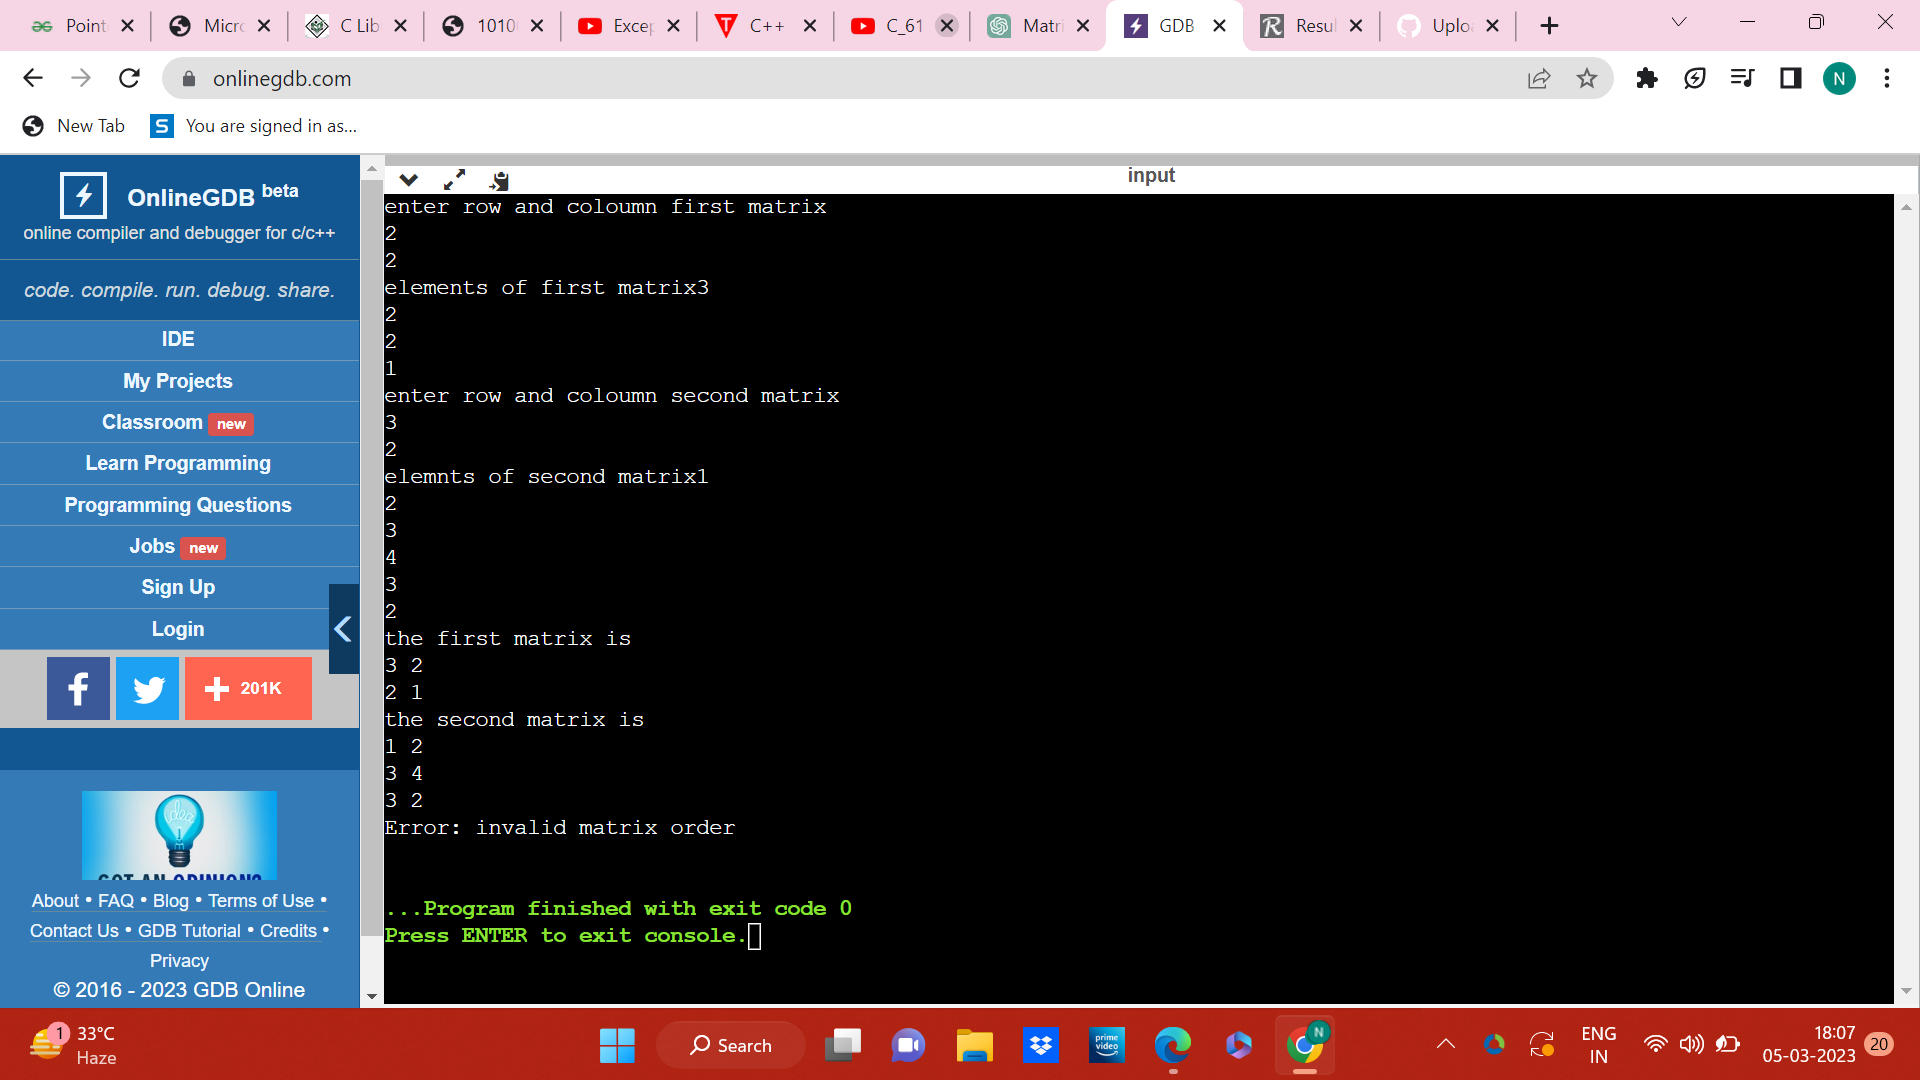 Point
Micro
C Lib
1010
Excep
C++
C_61
Matri
GDB
Resul
Uploa
onlinegdb.com
N
New Tab
S You are signed in as...
OnlineGDB beta
online compiler and debugger for c/c++
code. compile. run. debug. share.
IDE
My Projects
Classroom new
Learn Programming
Programming Questions
Jobs new
Sign Up
Login
201K
idea
GOT AN OPINION?
About • FAQ • Blog • Terms of Use •
Contact Us • GDB Tutorial • Credits •
Privacy
© 2016 - 2023 GDB Online
input
enter row and coloumn first matrix
2
2
elements of first matrix3
2
2
1
enter row and coloumn second matrix
3
2
elemnts of second matrix1
2
3
4
3
2
the first matrix is
3 2
2 1
the second matrix is
1 2
3 4
3 2
Error: invalid matrix order
...Program finished with exit code 0
Press ENTER to exit console.
1
33°C
Haze
Search
prime video
N
ENG
IN
18:07
05-03-2023
20